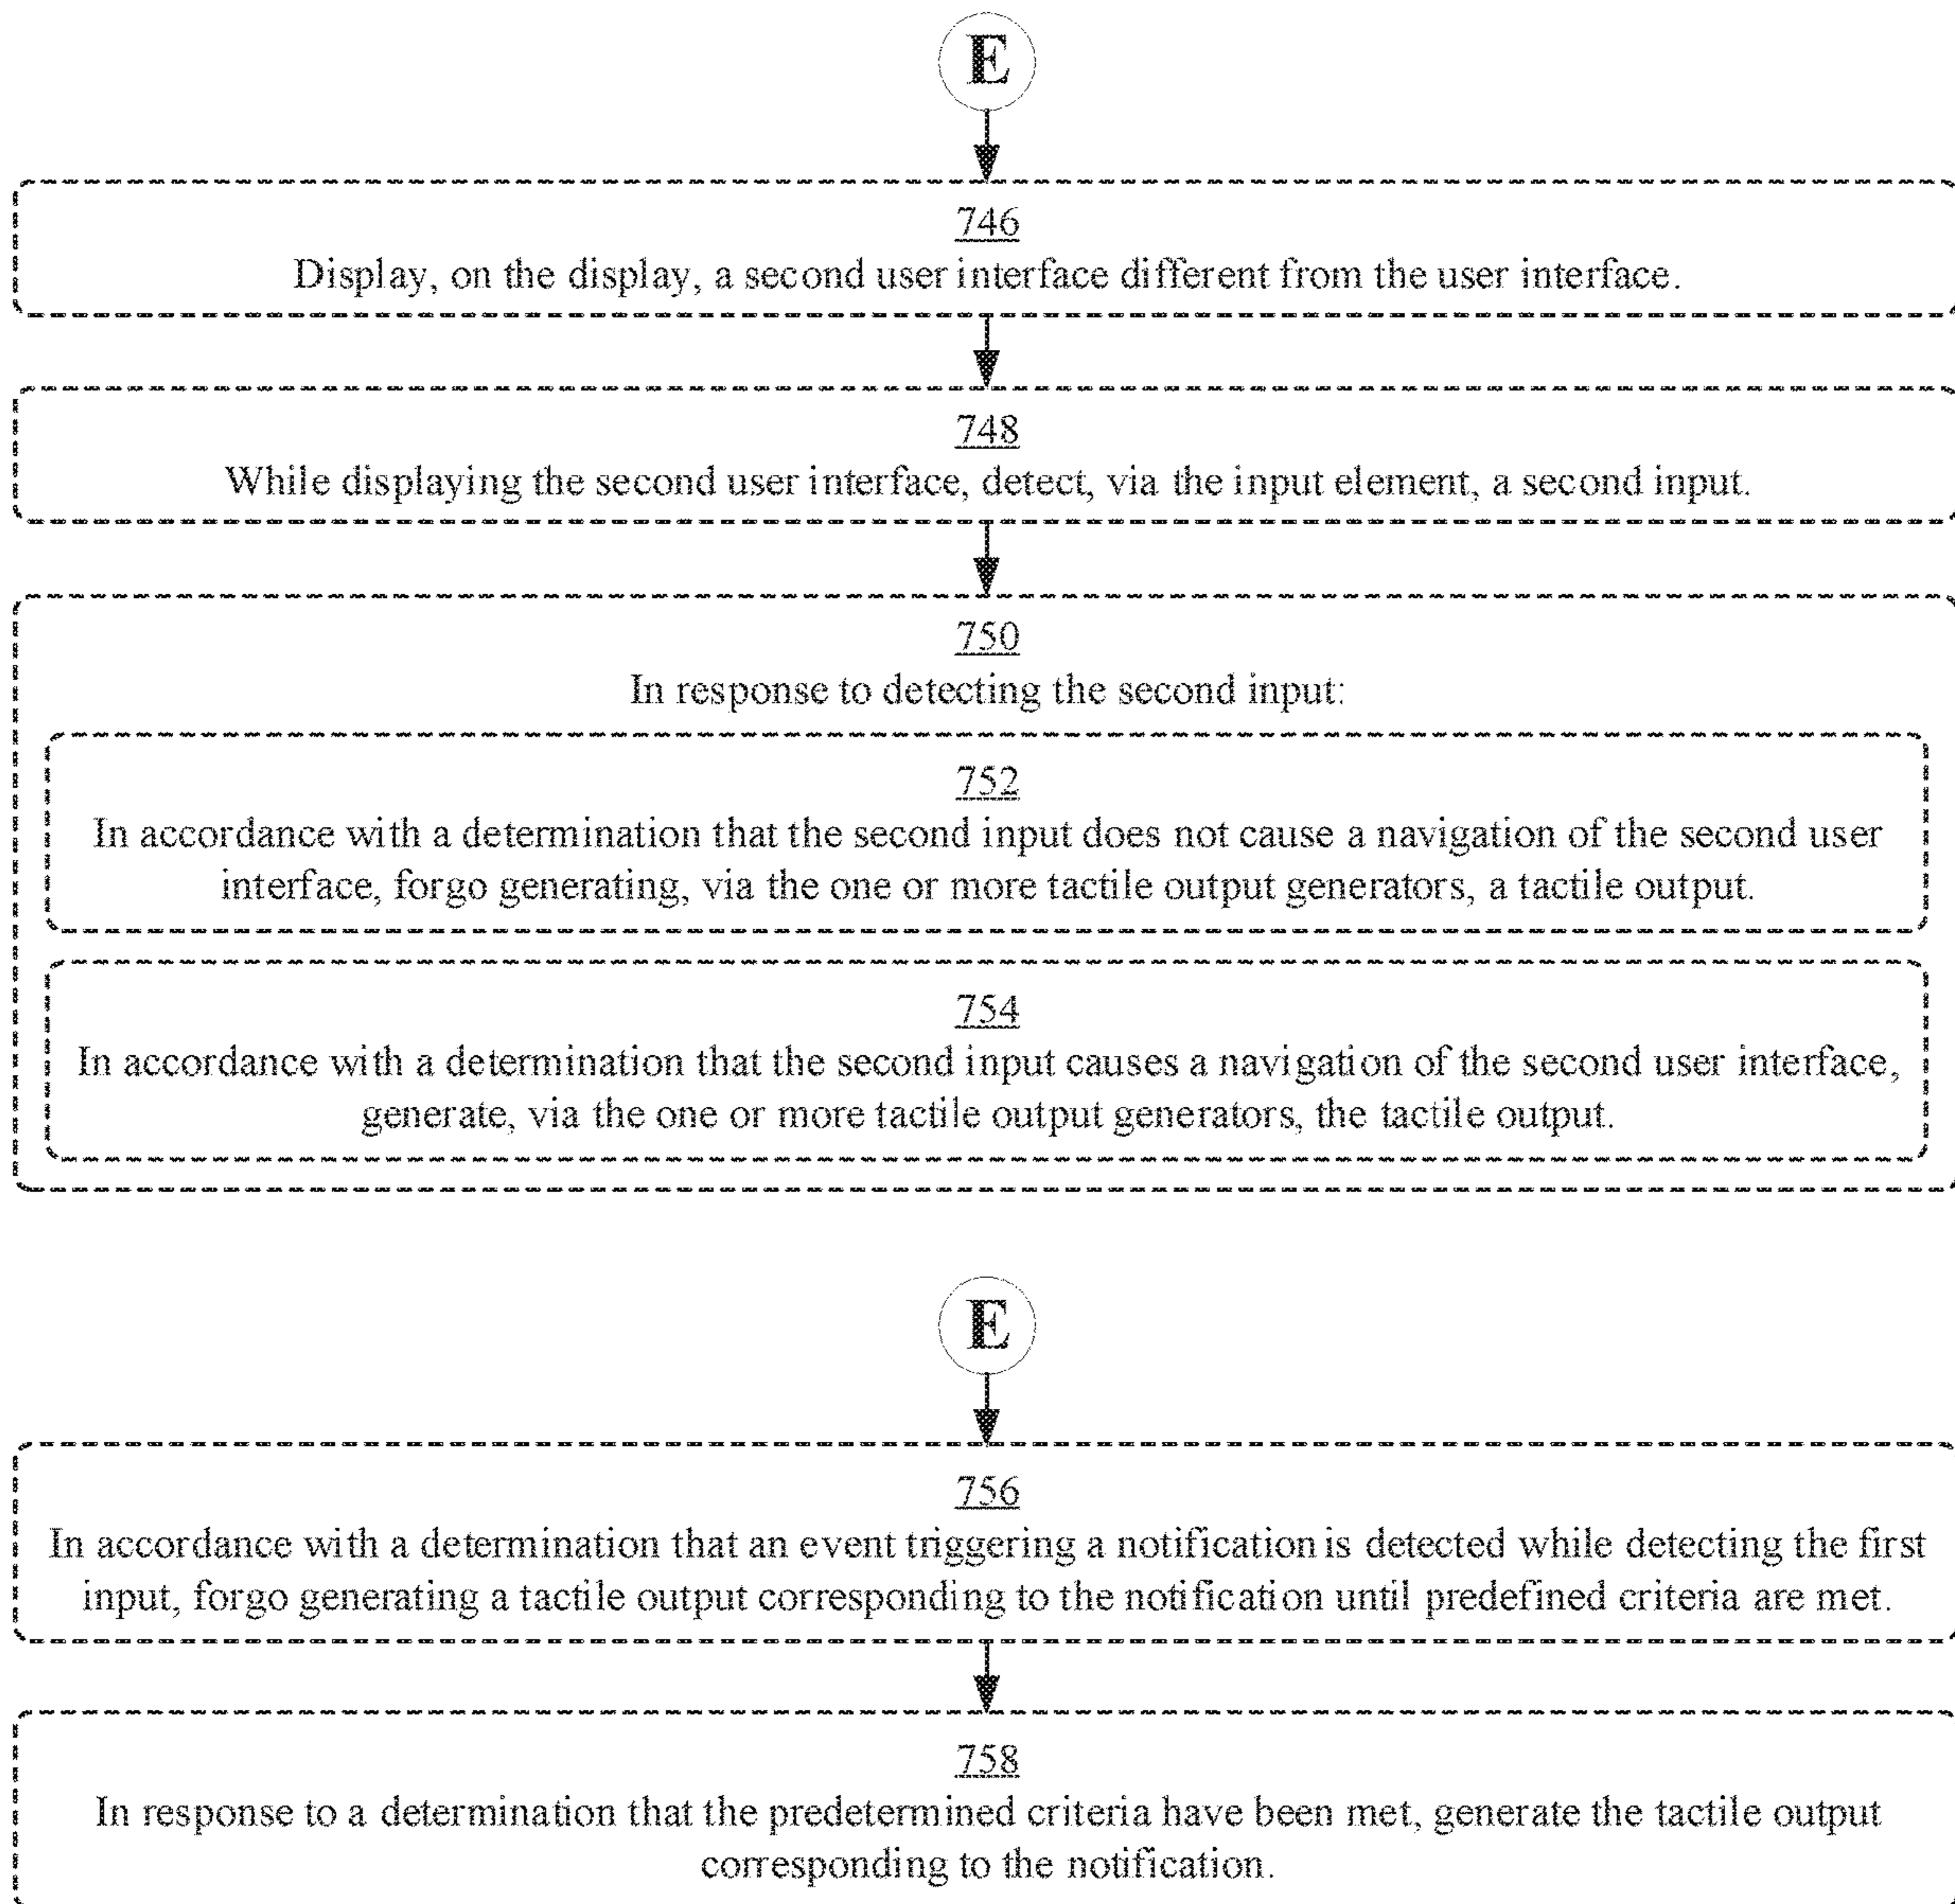 E
746
Display, on the display, a second user interface different from the user interface.
748
While displaying the second user interface, detect, via the input element, a second input.
750
In response to detecting the second input:
752
In accordance with a determination that the second input does not cause a navigation of the second user
interface, forgo generating, via the one or more tactile output generators, a tactile output.
754
In accordance with a determination that the second input causes a navigation of the second user interface,
generate, via the one or more tactile output generators, the tactile output.
E
756
In accordance with a determination that an event triggering a notification is detected while detecting the first
input, forgo generating a tactile output corresponding to the notification until predefined criteria are met.
758
In response to a determination that the predetermined criteria have been met, generate the tactile output
corresponding to the notification.